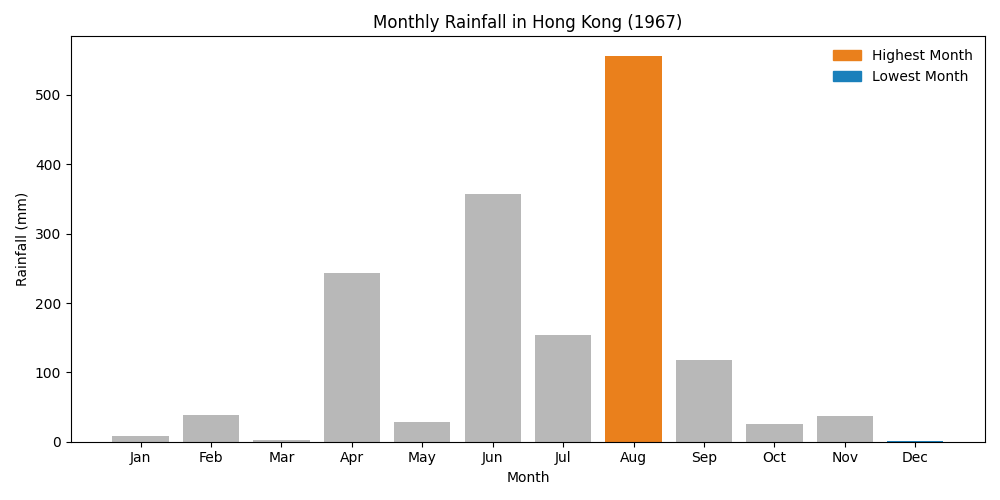 Monthly Rainfall in Hong Kong (1967)
Highest Month
Lowest Month
Rainfall (mm)
500
400
300
200
100
0
Jan Feb Mar Apr May Jun Jul Aug Sep Oct Nov Dec
Month